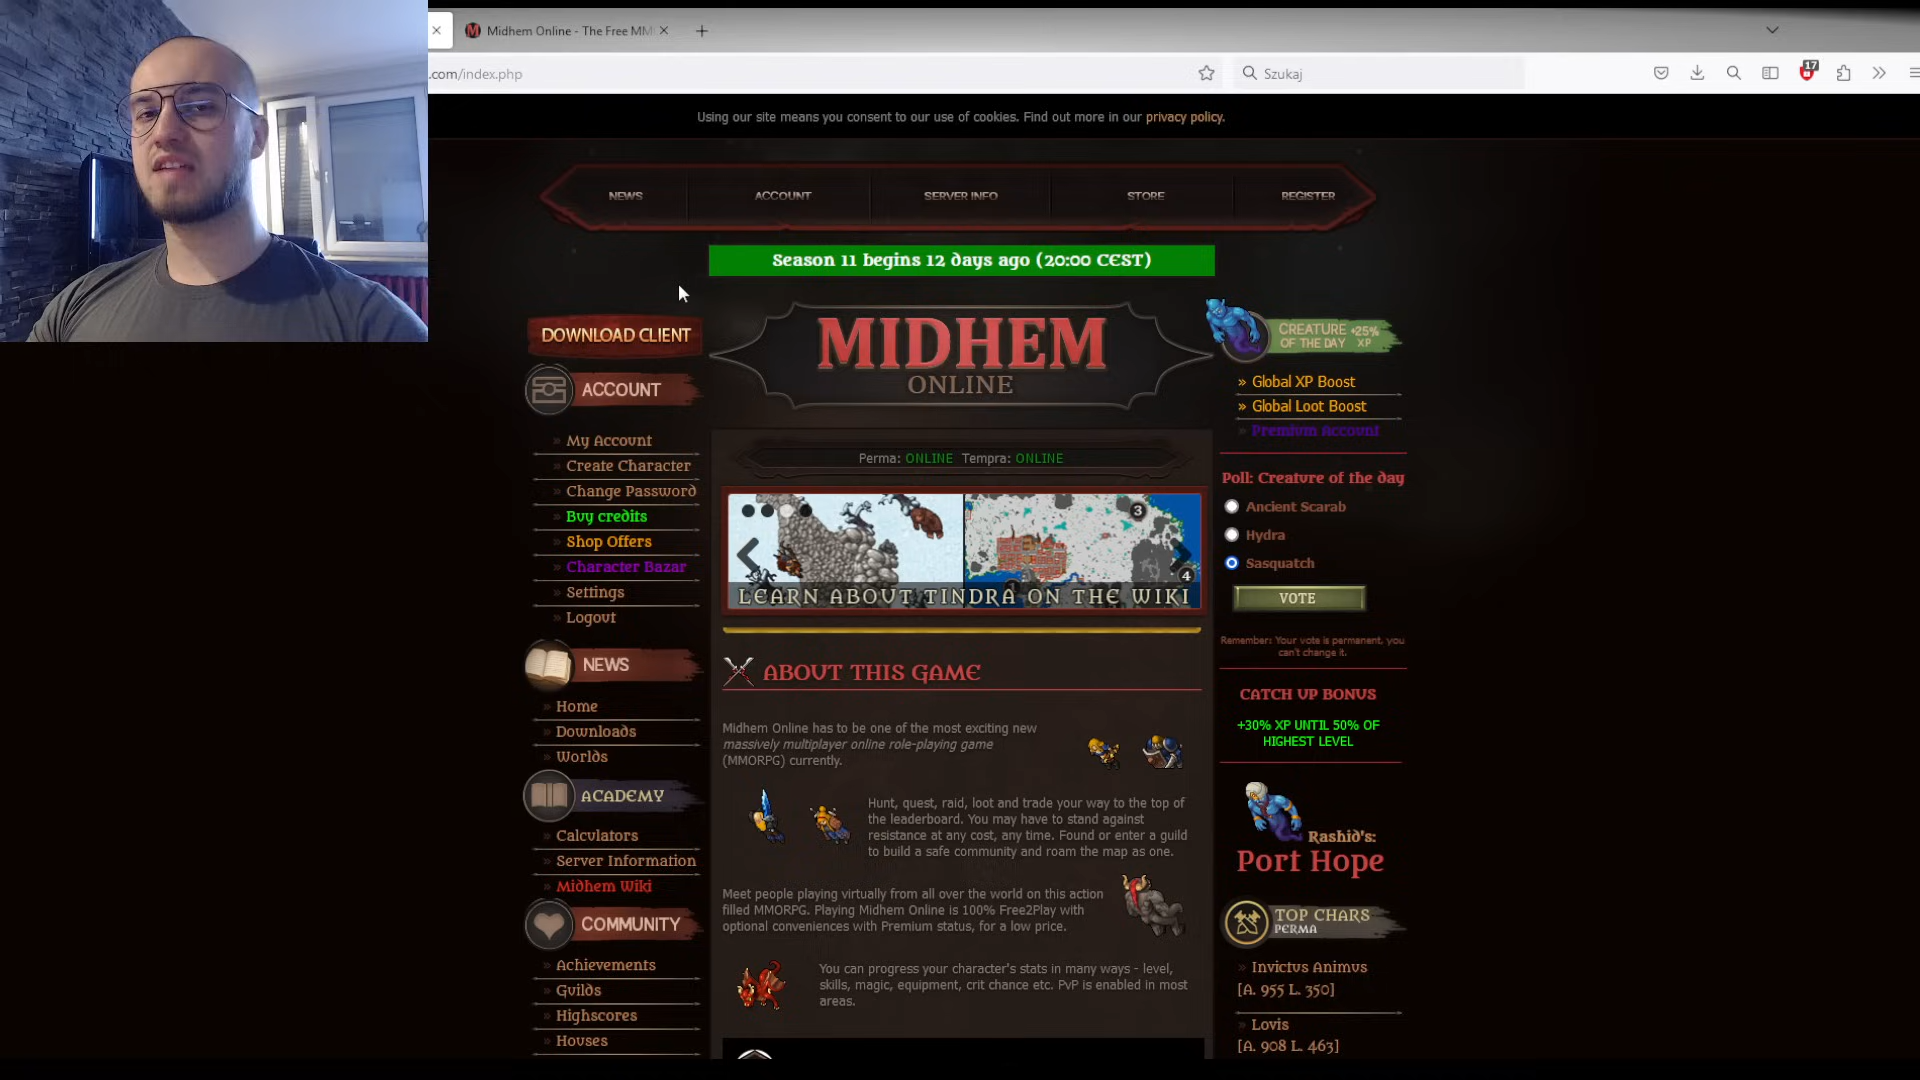 Midhem Online - The Free MM
.com/index.php
Szukaj
17
Using our site means you consent to our use of cookies. Find out more in our privacy policy.
NEWS
ACCOUNT
SERVER INFO
STORE
REGISTER
Season 11 begins 12 days ago (20:00 CEST)
DOWNLOAD CLIENT
ACCOUNT
» My Account
» Create Character
» Change Password
» Buy credits
» Shop Offers
» Character Bazar
» Settings
» Logout
NEWS
» Home
» Downloads
» Worlds
ACADEMY
» Calculators
» Server Information
» Midhem Wiki
COMMUNITY
» Achievements
» Guilds
» Highscores
» Houses
MIDHEM
ONLINE
Perma: ONLINE Tempra: ONLINE
3
1
4
LEARN ABOUT TINDRA ON THE WIKI
ABOUT THIS GAME
Midhem Online has to be one of the most exciting new
massively multiplayer online role-playing game
(MMORPG) currently.
Hunt, quest, raid, loot and trade your way to the top of
the leaderboard. You may have to stand against
resistance at any cost, any time. Found or enter a guild
to build a safe community and roam the map as one.
Meet people playing virtually from all over the world on this action
filled MMORPG. Playing Midhem Online is 100% Free2Play with
optional conveniences with Premium status, for a low price.
You can progress your character's stats in many ways - level,
skills, magic, equipment, crit chance etc. PvP is enabled in most
areas.
CREATURE +25%
OF THE DAY XP
» Global XP Boost
» Global Loot Boost
» Premium Account
Poll: Creature of the day
Ancient Scarab
Hydra
Sasquatch
VOTE
Remember: Your vote is permanent, you
can't change it.
CATCH UP BONUS
+30% XP UNTIL 50% OF
HIGHEST LEVEL
Rashid's:
Port Hope
TOP CHARS
PERMA
» Invictus Animus
[A. 955 L. 350]
» Lovis
[A. 908 L. 463]